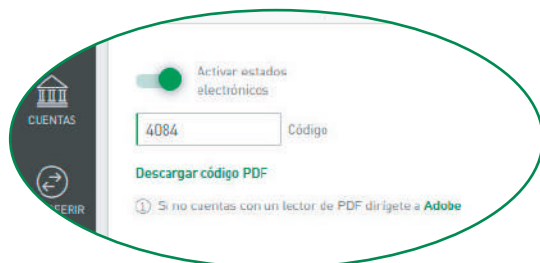 Activar estados
electrónicos
CUENTAS
4084 Código
Descargar código PDF
FERIR
Si no cuentas con un lector de PDF dirígete a Adobe